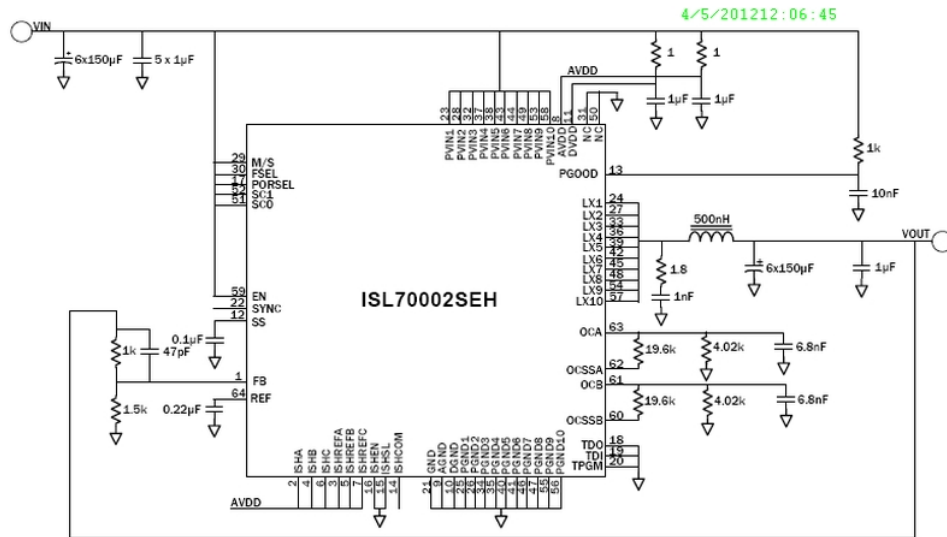 4/5/201212:06:45
VIN
6x150µF
5 x 1µF
1
1
AVDD
1µF
1µF
23
28
32
37
38
43
44
49
53
58
8
11
31
50
PVIN1
PVIN2
PVIN3
PVIN4
PVIN5
PVIN6
PVIN7
PVIN8
PVIN9
PVIN10
AVDD
DVDD
NC
NC
1k
PGOOD
13
10nF
29
M/S
30
FSEL
17
PORSEL
52
SC1
51
SC0
LX1
24
LX2
27
LX3
33
LX4
36
LX5
39
LX6
42
LX7
45
LX8
48
LX9
54
LX10
57
500nH
VOUT
1.8
1nF
6x150µF
1µF
59
EN
22
SYNC
12
SS
0.1µF
ISL70002SEH
1k
47pF
1
FB
64
REF
0.22µF
1.5k
OCA
63
19.6k
4.02k
6.8nF
OCSSA
62
OCB
61
19.6k
4.02k
6.8nF
OCSSB
60
TDO
18
TDI
19
TPGM
20
ISHA
ISHB
ISHC
ISHREFA
ISHREFB
ISHREFC
ISHEN
ISHSL
ISHCOM
2
4
6
3
5
7
16
15
14
GND
AGND
DGND
PGND1
PGND2
PGND3
PGND4
PGND5
PGND6
PGND7
PGND8
PGND9
PGND10
21
9
10
25
26
34
35
40
41
46
47
55
56
AVDD